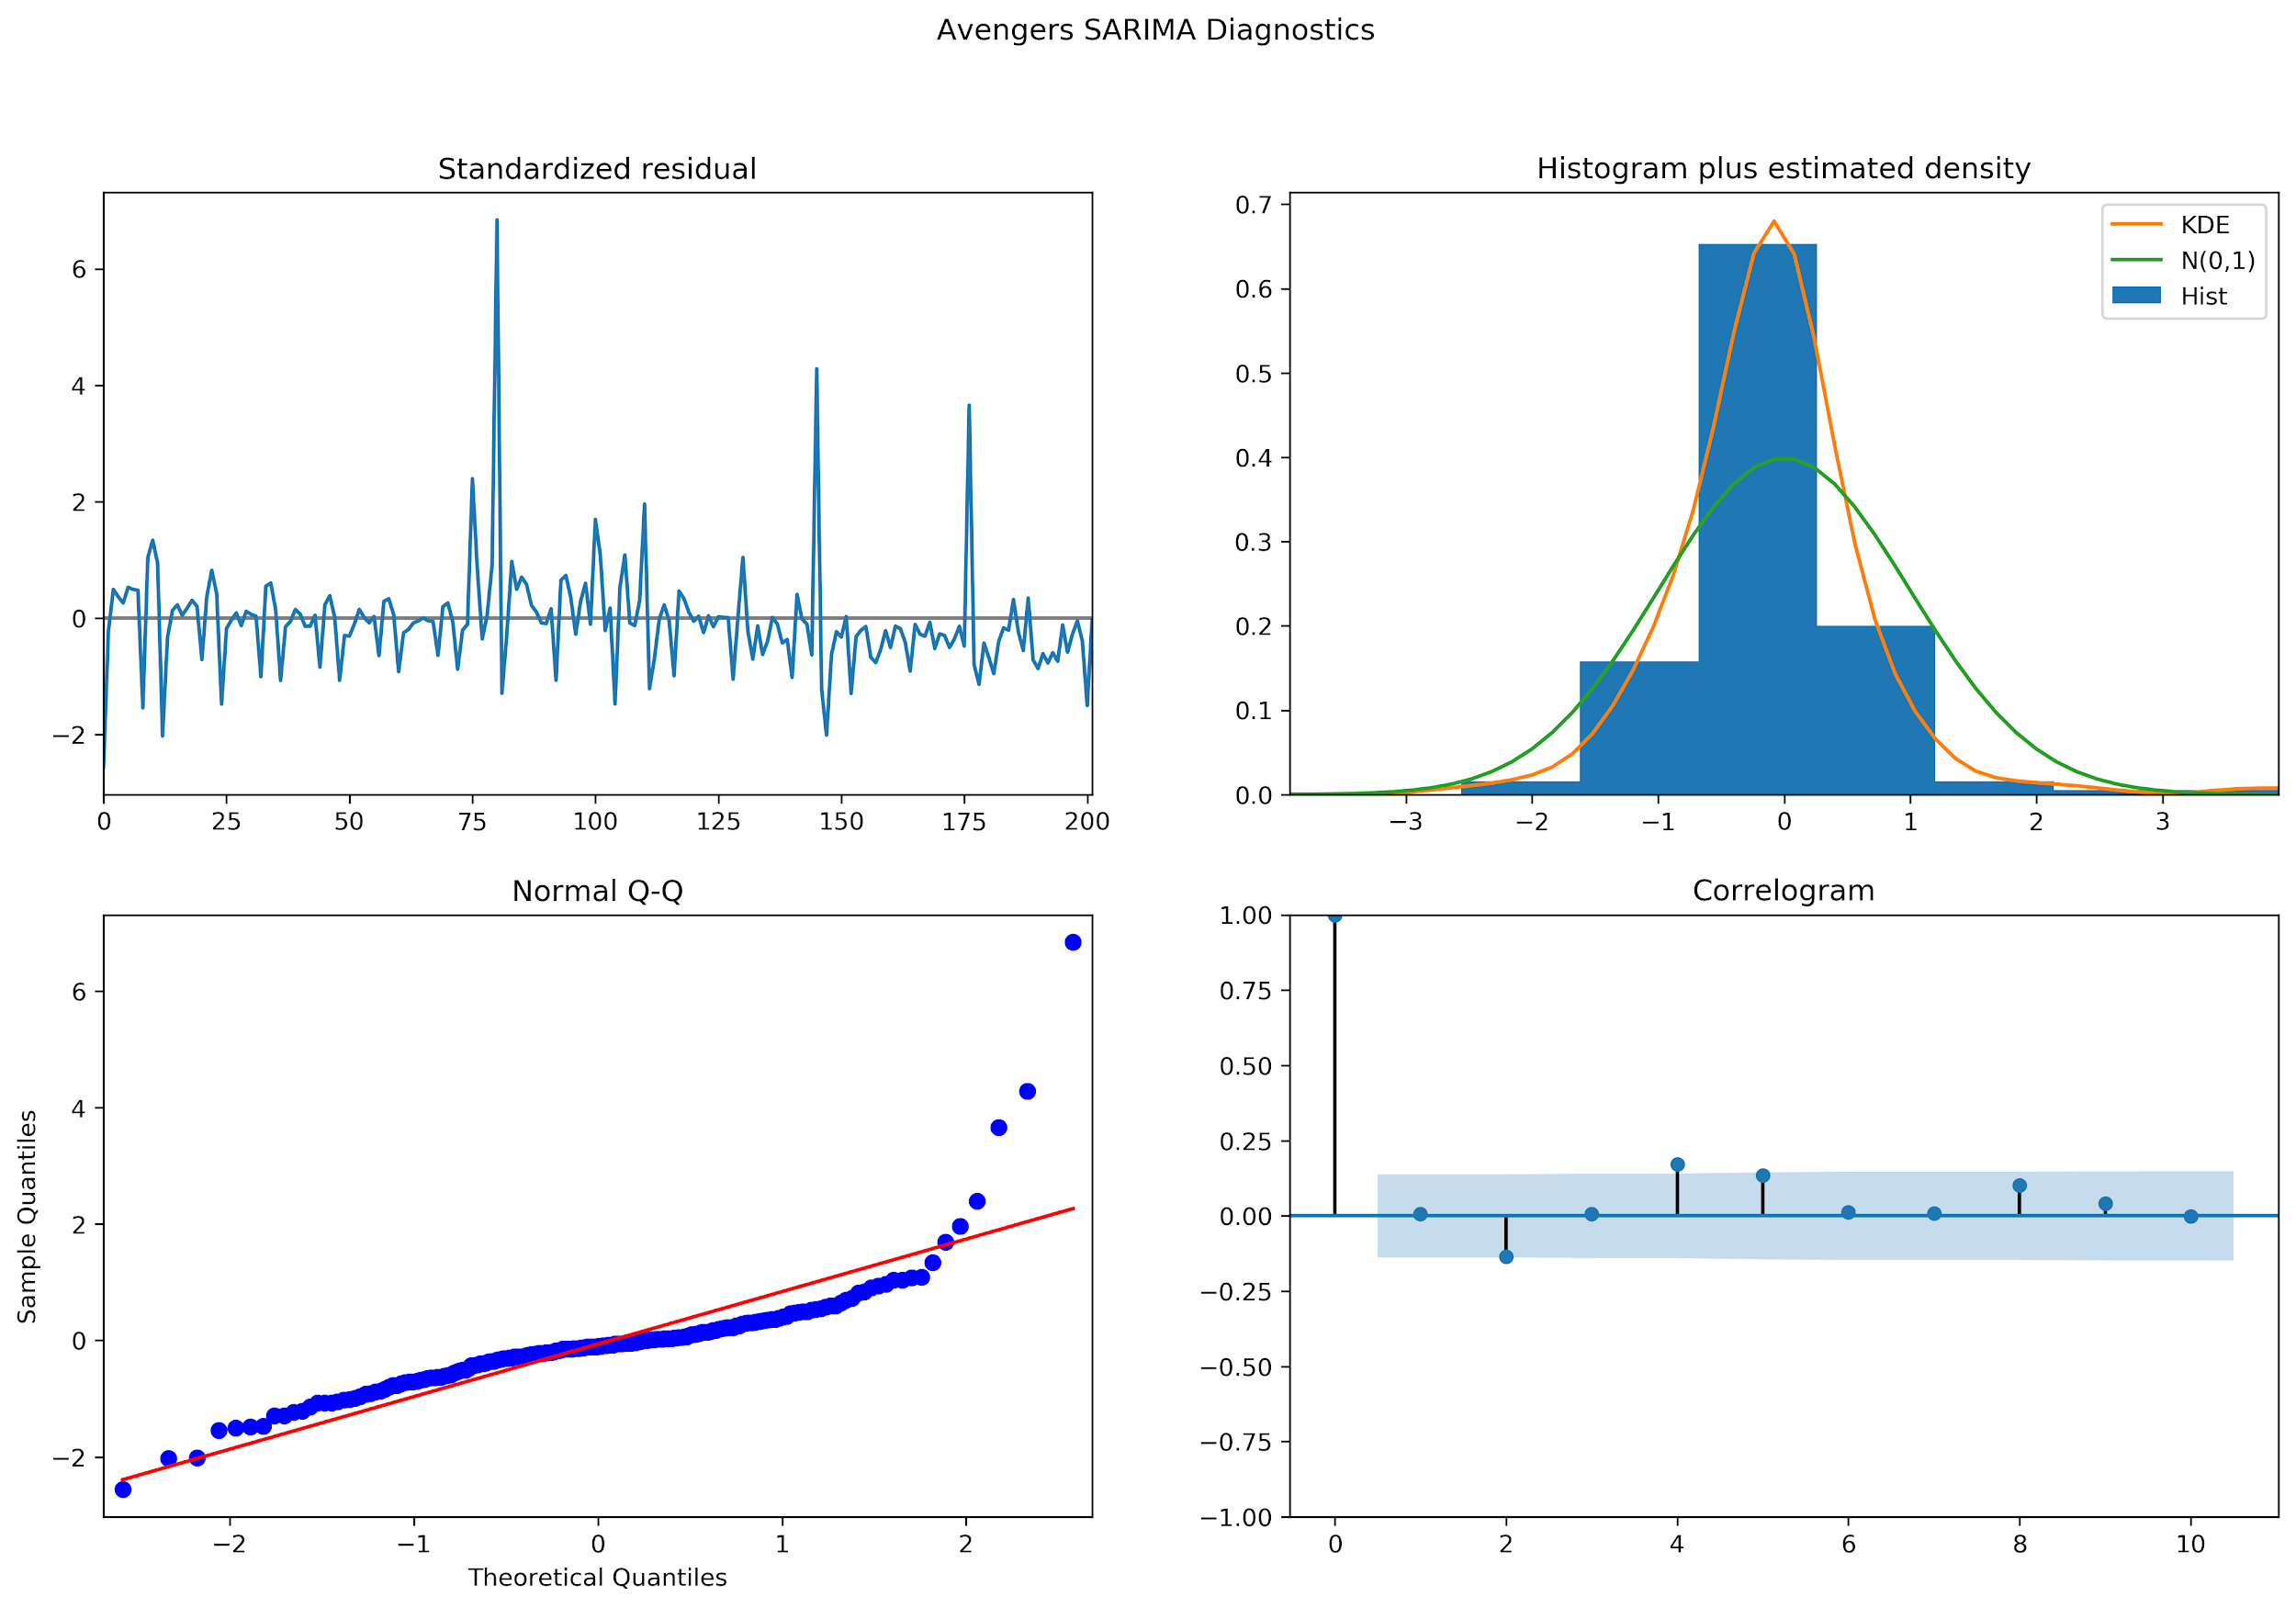 Avengers SARIMA Diagnostics
Standardized residual
6
4
2
0
−2
0 25 50 75 100 125 150 175 200
Histogram plus estimated density
0.7
0.6
0.5
0.4
0.3
0.2
0.1
0.0
−3 −2 −1 0 1 2 3
KDE
N(0,1)
Hist
Normal Q-Q
Sample Quantiles
6
4
2
0
−2
−2 −1 0 1 2
Theoretical Quantiles
Correlogram
1.00
0.75
0.50
0.25
0.00
−0.25
−0.50
−0.75
−1.00
0 2 4 6 8 10